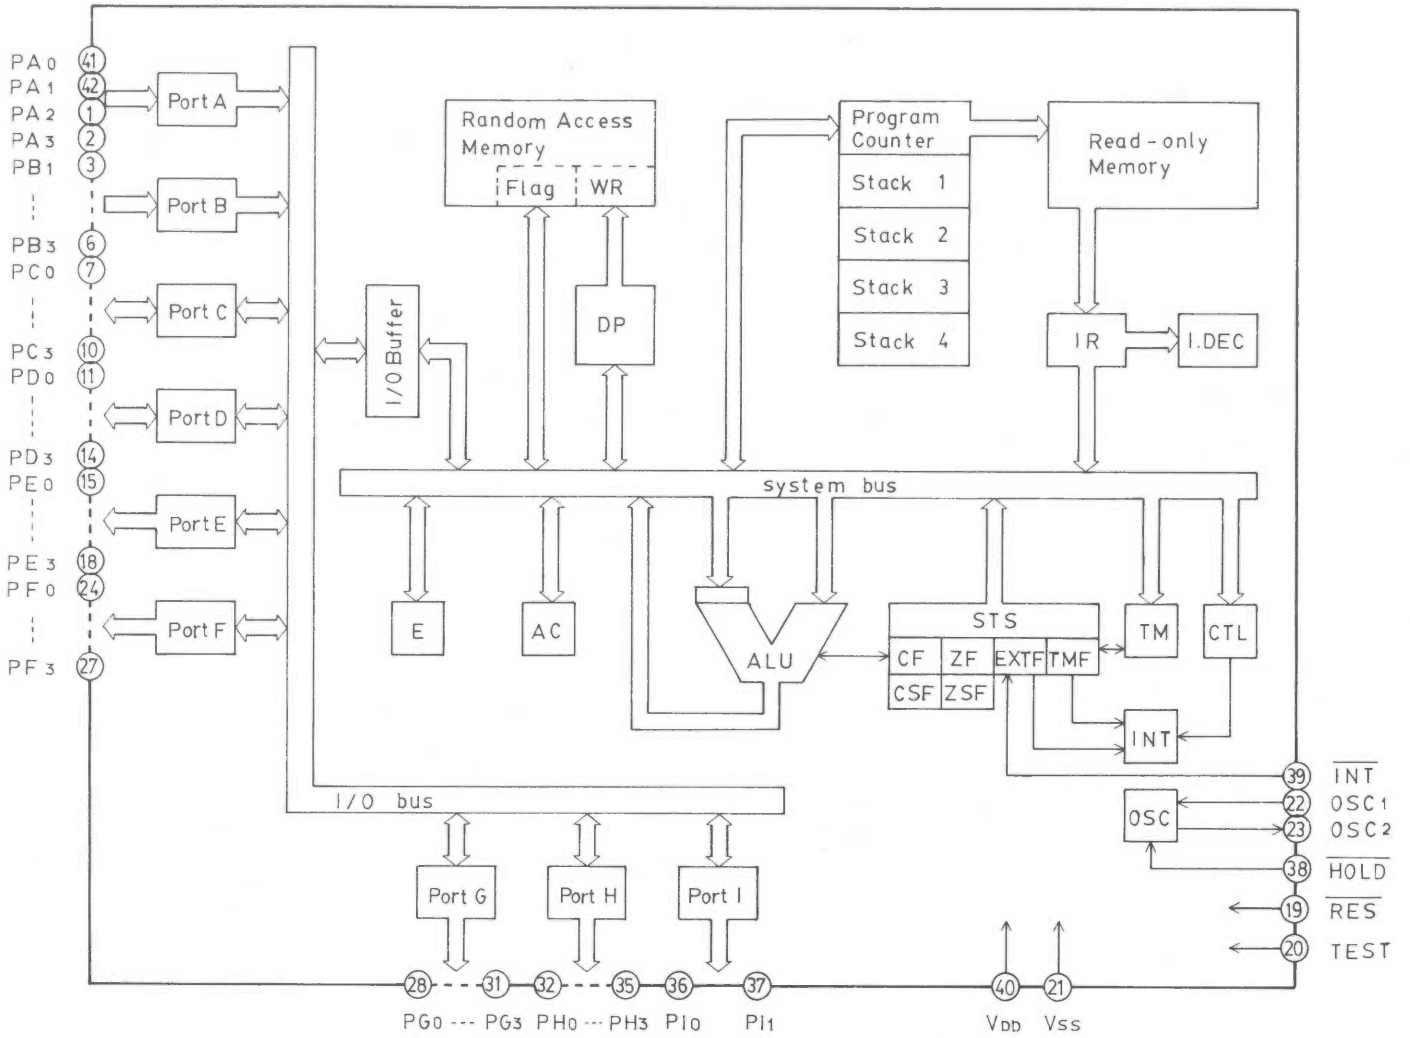 PA0 41
PA1 42
PA2 1
PA3 2
PB1 3
PB3 6
PC0 7
PC3 10
PD0 11
PD3 14
PE0 15
PE3 18
PF0 24
PF3 27
Port A
Port B
Port C
Port D
Port E
Port F
I/O Buffer
Random Access
Memory
Flag WR
DP
Program
Counter
Stack 1
Stack 2
Stack 3
Stack 4
Read-only
Memory
IR
I.DEC
system bus
E
AC
ALU
STS
CF ZF EXTF TMF
CSF ZSF
TM
CTL
INT
OSC
I/O bus
Port G
Port H
Port I
39 INT
22 OSC1
23 OSC2
38 HOLD
19 RES
20 TEST
28 31 32 35 36 37 40 21
PG0 --- PG3 PH0 --- PH3 PI0 PI1 VDD VSS